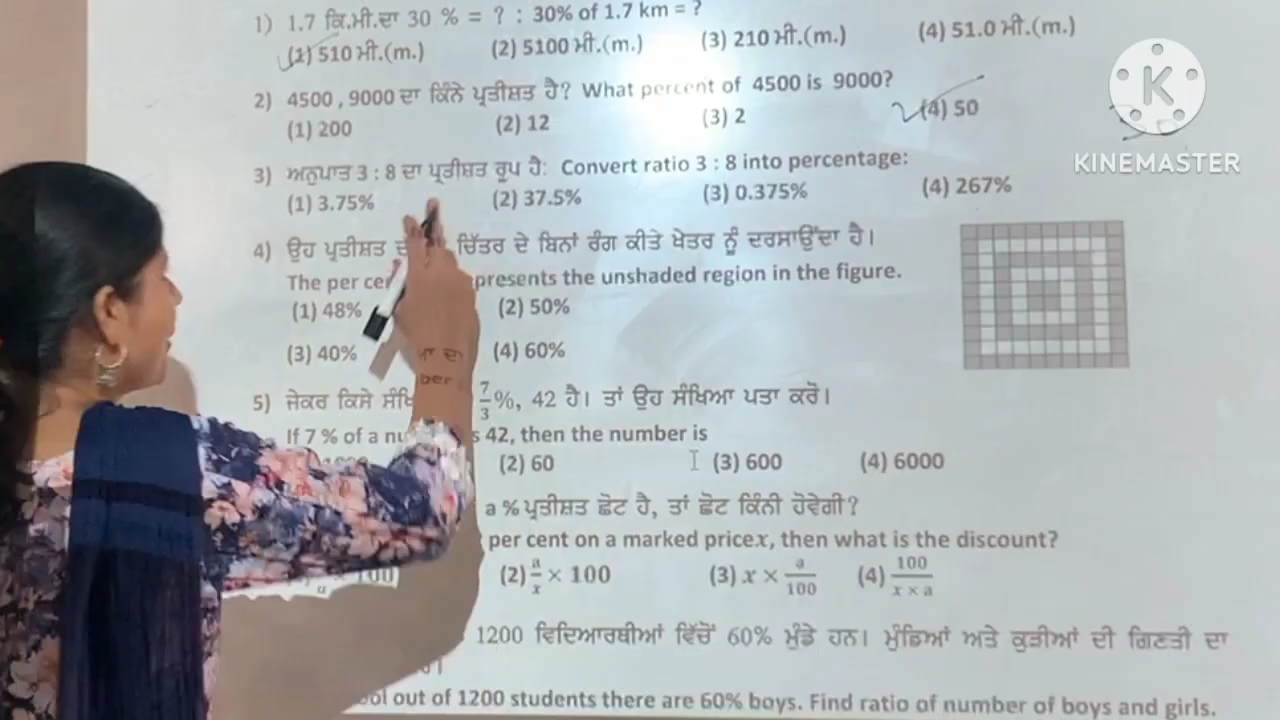 1) 1.7 ਕਿ.ਮੀ.ਦਾ 30 % = ? : 30% of 1.7 km = ?
(1) 510 ਮੀ.(m.) (2) 5100 ਮੀ.(m.) (3) 210 ਮੀ.(m.) (4) 51.0 ਮੀ.(m.)
2) 4500 , 9000 ਦਾ ਕਿੰਨੇ ਪ੍ਰਤੀਸ਼ਤ ਹੈ? What percent of 4500 is 9000?
(1) 200 (2) 12 (3) 2 (4) 50
KINEMASTER
3) ਅਨੁਪਾਤ 3 : 8 ਦਾ ਪ੍ਰਤੀਸ਼ਤ ਰੂਪ ਹੈ: Convert ratio 3 : 8 into percentage:
(1) 3.75% (2) 37.5% (3) 0.375% (4) 267%
4) ਉਹ ਪ੍ਰਤੀਸ਼ਤ ਚਿੱਤਰ ਦੇ ਬਿਨਾਂ ਰੰਗ ਕੀਤੇ ਖੇਤਰ ਨੂੰ ਦਰਸਾਉਂਦਾ ਹੈ।
The per presents the unshaded region in the figure.
(1) 48% (2) 50%
(3) 40% (4) 60%
5) ਜੇਕਰ ਕਿਸੇ 7/3%, 42 ਹੈ। ਤਾਂ ਉਹ ਸੰਖਿਆ ਪਤਾ ਕਰੋ।
If 7 % of a 42, then the number is
(2) 60 (3) 600 (4) 6000
a % ਪ੍ਰਤੀਸ਼ਤ ਛੋਟ ਹੈ, ਤਾਂ ਛੋਟ ਕਿੰਨੀ ਹੋਵੇਗੀ?
per cent on a marked pricex, then what is the discount?
(2) a/x × 100 (3) x × a/100 (4) 100/x × a
1200 ਵਿਦਿਆਰਥੀਆਂ ਵਿੱਚੋਂ 60% ਮੁੰਡੇ ਹਨ। ਮੁੰਡਿਆਂ ਅਤੇ ਕੁੜੀਆਂ ਦੀ ਗਿਣਤੀ ਦਾ
out of 1200 students there are 60% boys. Find ratio of number of boys and girls.